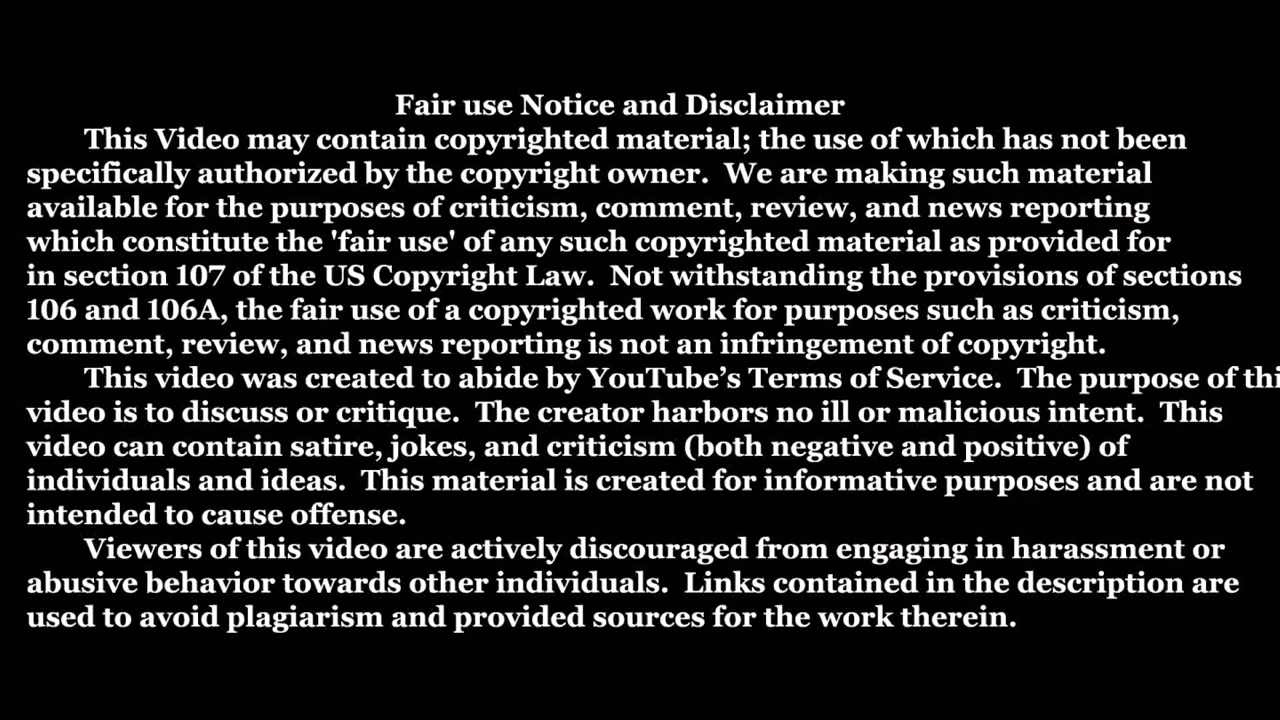 Fair use Notice and Disclaimer
This Video may contain copyrighted material; the use of which has not been
specifically authorized by the copyright owner.  We are making such material
available for the purposes of criticism, comment, review, and news reporting
which constitute the 'fair use' of any such copyrighted material as provided for
in section 107 of the US Copyright Law.  Not withstanding the provisions of sections
106 and 106A, the fair use of a copyrighted work for purposes such as criticism,
comment, review, and news reporting is not an infringement of copyright.
This video was created to abide by YouTube’s Terms of Service.  The purpose of thi
video is to discuss or critique.  The creator harbors no ill or malicious intent.  This
video can contain satire, jokes, and criticism (both negative and positive) of
individuals and ideas.  This material is created for informative purposes and are not
intended to cause offense.
Viewers of this video are actively discouraged from engaging in harassment or
abusive behavior towards other individuals.  Links contained in the description are
used to avoid plagiarism and provided sources for the work therein.